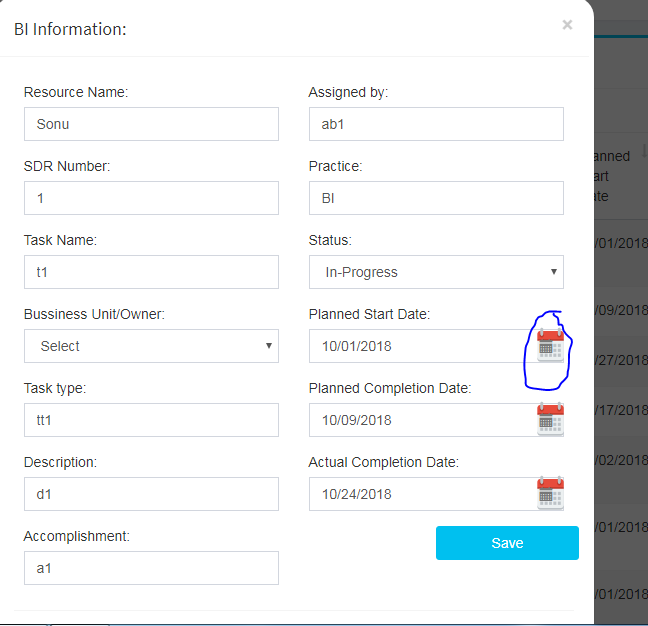 BI Information:
×
Resource Name:
Assigned by:
Sonu
ab1
SDR Number:
Practice:
1
BI
Task Name:
Status:
t1
In-Progress
Bussiness Unit/Owner:
Planned Start Date:
Select
10/01/2018
Task type:
Planned Completion Date:
tt1
10/09/2018
Description:
Actual Completion Date:
d1
10/24/2018
Accomplishment:
Save
a1
anned
art
te
/01/2018
/09/2018
/27/2018
/17/2018
/02/2018
/01/2018
/01/2018